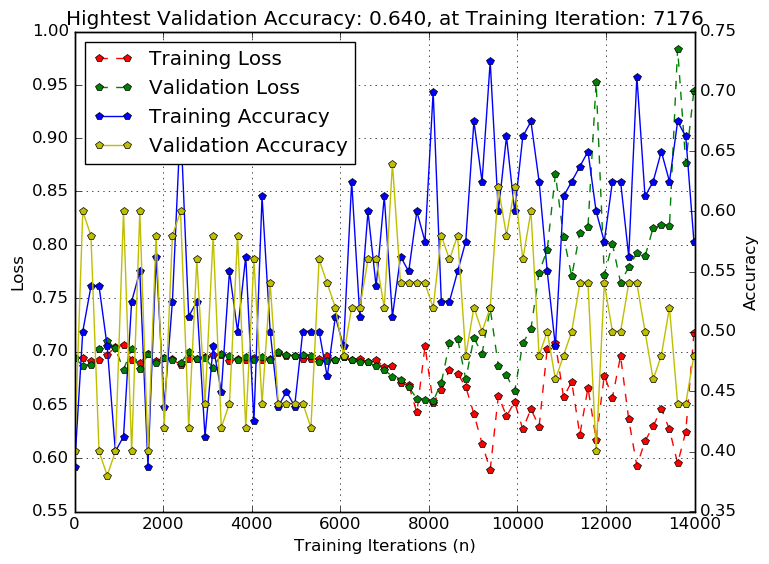 Hightest Validation Accuracy: 0.640, at Training Iteration: 7176
Training Loss
Validation Loss
Training Accuracy
Validation Accuracy
Loss
1.00
0.95
0.90
0.85
0.80
0.75
0.70
0.65
0.60
0.55
0.75
0.70
0.65
0.60
0.55
0.50
0.45
0.40
0.35
Accuracy
0 2000 4000 6000 8000 10000 12000 14000
Training Iterations (n)